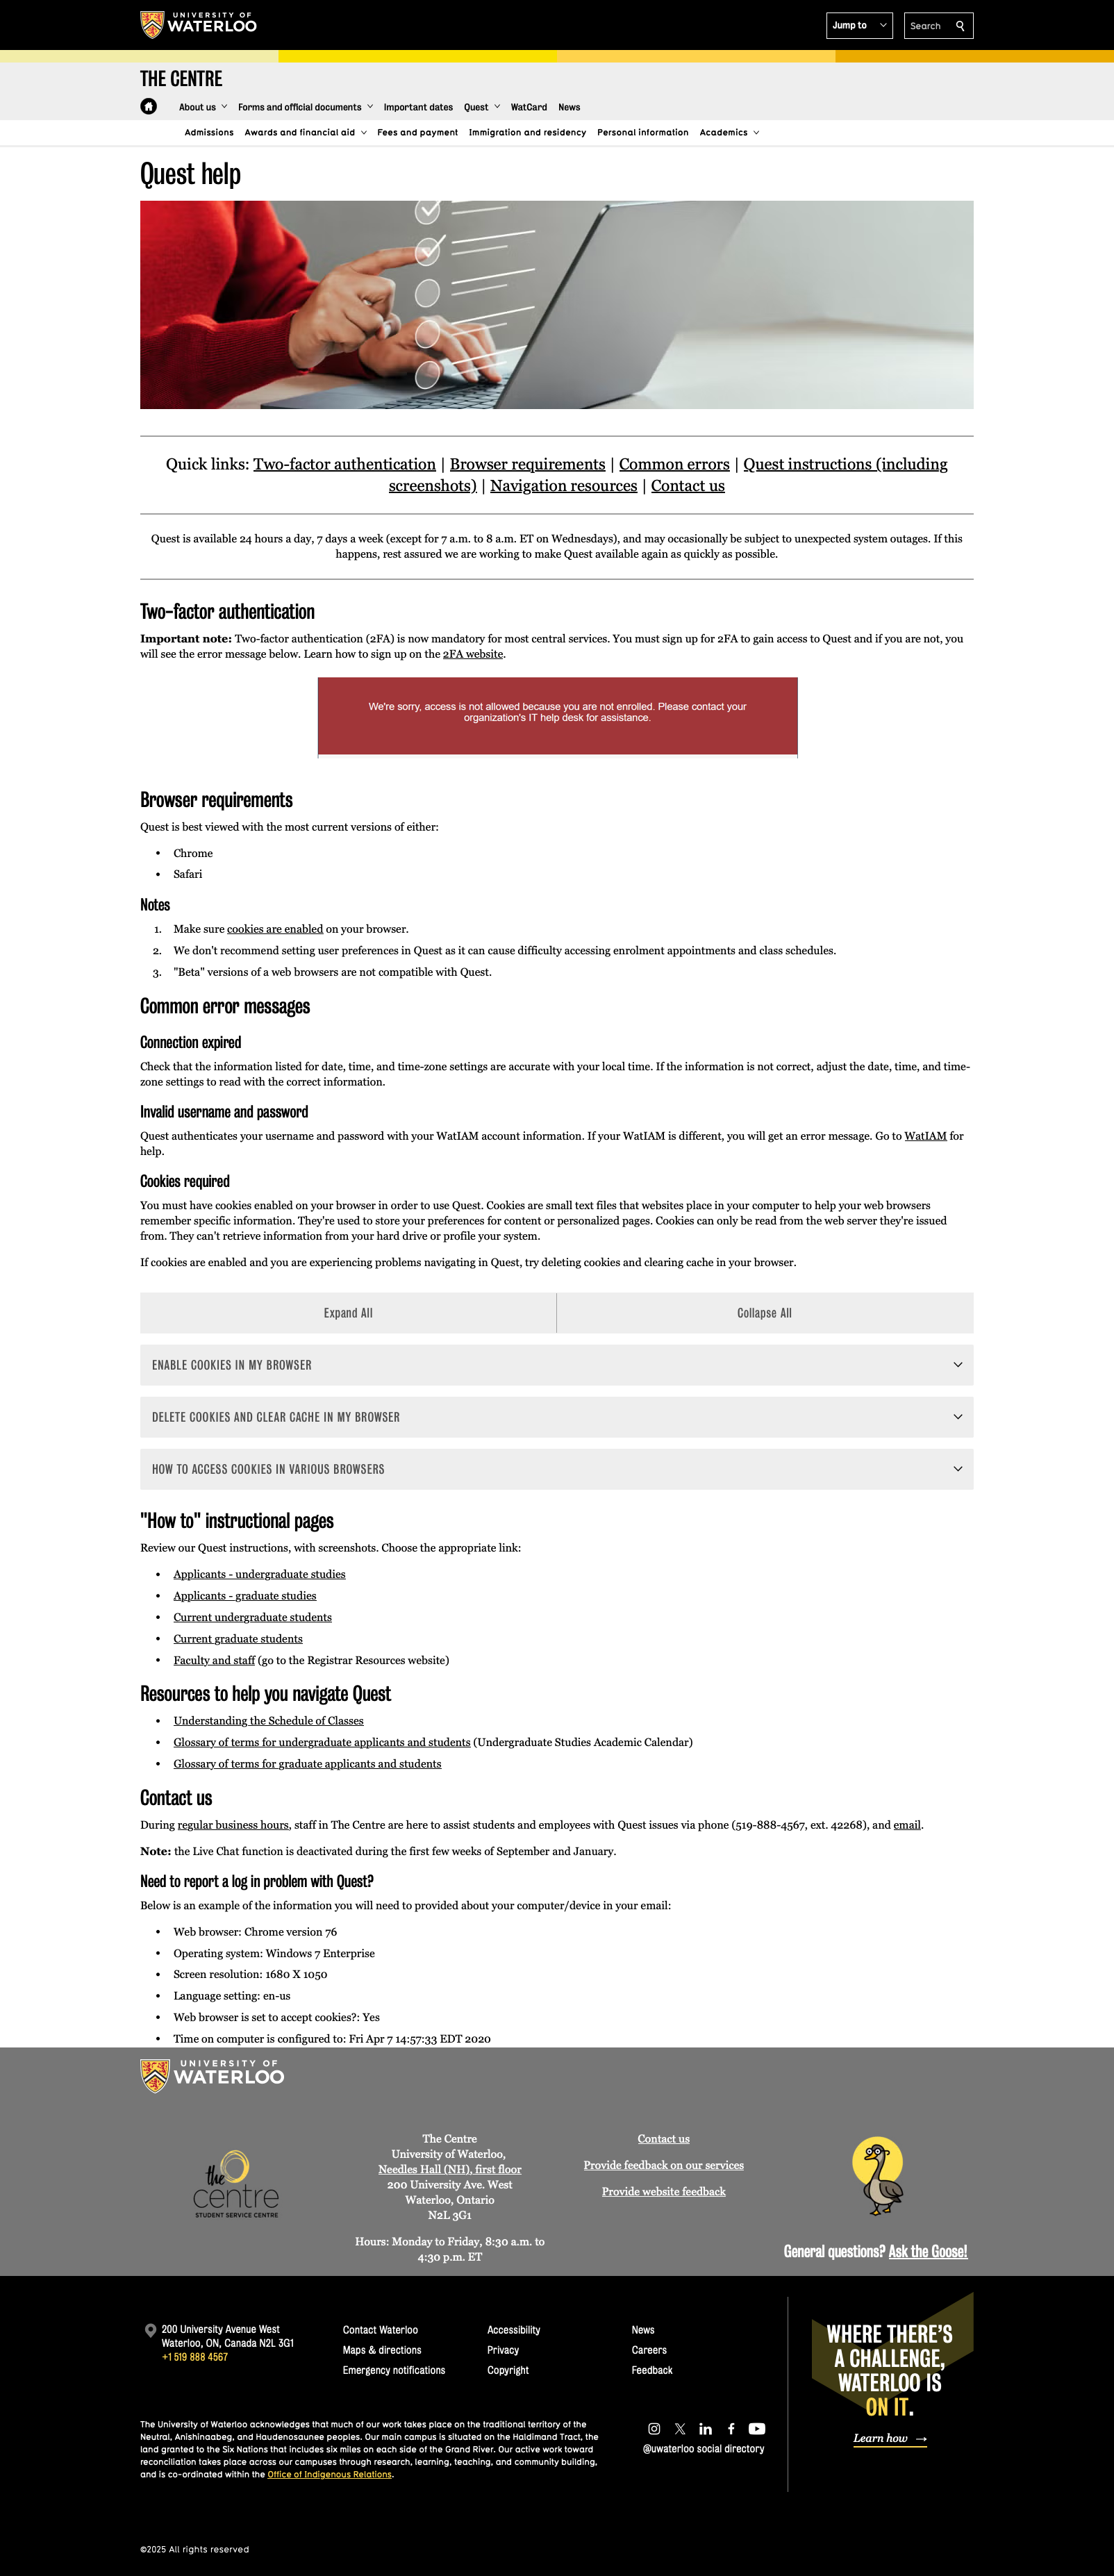 UNIVERSITY OF
WATERLOO
Jump to
Search
THE CENTRE
About us
Forms and official documents
Important dates
Quest
WatCard
News
Admissions
Awards and financial aid
Fees and payment
Immigration and residency
Personal information
Academics
Quest help
Quick links: Two-factor authentication | Browser requirements | Common errors | Quest instructions (including
screenshots) | Navigation resources | Contact us
Quest is available 24 hours a day, 7 days a week (except for 7 a.m. to 8 a.m. ET on Wednesdays), and may occasionally be subject to unexpected system outages. If this
happens, rest assured we are working to make Quest available again as quickly as possible.
Two-factor authentication
Important note: Two-factor authentication (2FA) is now mandatory for most central services. You must sign up for 2FA to gain access to Quest and if you are not, you
will see the error message below. Learn how to sign up on the 2FA website.
We're sorry, access is not allowed because you are not enrolled. Please contact your
organization's IT help desk for assistance.
Browser requirements
Quest is best viewed with the most current versions of either:
• Chrome
• Safari
Notes
1. Make sure cookies are enabled on your browser.
2. We don't recommend setting user preferences in Quest as it can cause difficulty accessing enrolment appointments and class schedules.
3. "Beta" versions of a web browsers are not compatible with Quest.
Common error messages
Connection expired
Check that the information listed for date, time, and time-zone settings are accurate with your local time. If the information is not correct, adjust the date, time, and time-
zone settings to read with the correct information.
Invalid username and password
Quest authenticates your username and password with your WatIAM account information. If your WatIAM is different, you will get an error message. Go to WatIAM for
help.
Cookies required
You must have cookies enabled on your browser in order to use Quest. Cookies are small text files that websites place in your computer to help your web browsers
remember specific information. They're used to store your preferences for content or personalized pages. Cookies can only be read from the web server they're issued
from. They can't retrieve information from your hard drive or profile your system.
If cookies are enabled and you are experiencing problems navigating in Quest, try deleting cookies and clearing cache in your browser.
Expand All
Collapse All
ENABLE COOKIES IN MY BROWSER
DELETE COOKIES AND CLEAR CACHE IN MY BROWSER
HOW TO ACCESS COOKIES IN VARIOUS BROWSERS
"How to" instructional pages
Review our Quest instructions, with screenshots. Choose the appropriate link:
• Applicants - undergraduate studies
• Applicants - graduate studies
• Current undergraduate students
• Current graduate students
• Faculty and staff (go to the Registrar Resources website)
Resources to help you navigate Quest
• Understanding the Schedule of Classes
• Glossary of terms for undergraduate applicants and students (Undergraduate Studies Academic Calendar)
• Glossary of terms for graduate applicants and students
Contact us
During regular business hours, staff in The Centre are here to assist students and employees with Quest issues via phone (519-888-4567, ext. 42268), and email.
Note: the Live Chat function is deactivated during the first few weeks of September and January.
Need to report a log in problem with Quest?
Below is an example of the information you will need to provided about your computer/device in your email:
• Web browser: Chrome version 76
• Operating system: Windows 7 Enterprise
• Screen resolution: 1680 X 1050
• Language setting: en-us
• Web browser is set to accept cookies?: Yes
• Time on computer is configured to: Fri Apr 7 14:57:33 EDT 2020
UNIVERSITY OF
WATERLOO
the
centre
STUDENT SERVICE CENTRE
The Centre
University of Waterloo,
Needles Hall (NH), first floor
200 University Ave. West
Waterloo, Ontario
N2L 3G1
Hours: Monday to Friday, 8:30 a.m. to
4:30 p.m. ET
Contact us
Provide feedback on our services
Provide website feedback
General questions? Ask the Goose!
200 University Avenue West
Waterloo, ON, Canada N2L 3G1
+1 519 888 4567
Contact Waterloo
Maps & directions
Emergency notifications
Accessibility
Privacy
Copyright
News
Careers
Feedback
WHERE THERE'S
A CHALLENGE,
WATERLOO IS
ON IT.
Learn how →
The University of Waterloo acknowledges that much of our work takes place on the traditional territory of the
Neutral, Anishinaabeg, and Haudenosaunee peoples. Our main campus is situated on the Haldimand Tract, the
land granted to the Six Nations that includes six miles on each side of the Grand River. Our active work toward
reconciliation takes place across our campuses through research, learning, teaching, and community building,
and is co-ordinated within the Office of Indigenous Relations.
@uwaterloo social directory
©2025 All rights reserved